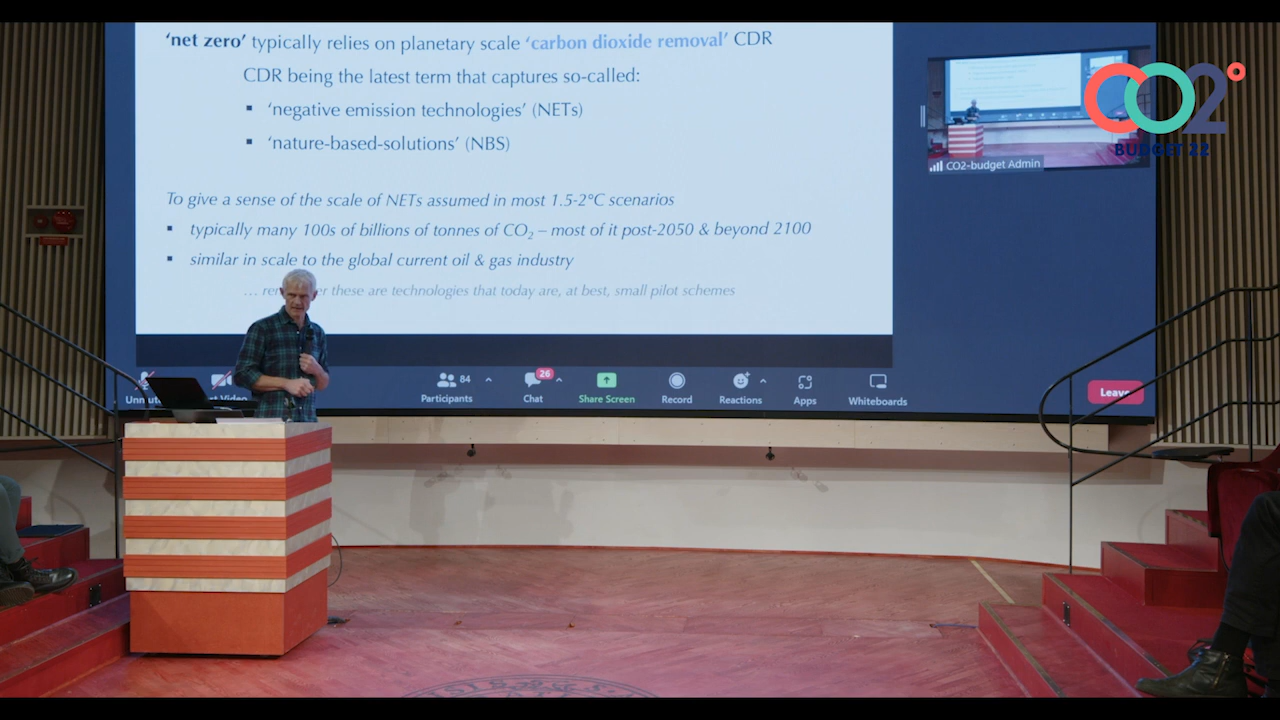 'net zero' typically relies on planetary scale 'carbon dioxide removal' CDR
CDR being the latest term that captures so-called:
▪ 'negative emission technologies' (NETs)
▪ 'nature-based-solutions' (NBS)
To give a sense of the scale of NETs assumed in most 1.5-2°C scenarios
▪ typically many 100s of billions of tonnes of CO₂ – most of it post-2050 & beyond 2100
▪ similar in scale to the global current oil & gas industry
… these are technologies that today are, at best, small pilot schemes
CO2°
BUDGET 22
CO2-budget Admin
Video
Participants
84
Chat
26
Share Screen
Record
Reactions
Apps
Whiteboards
Leave